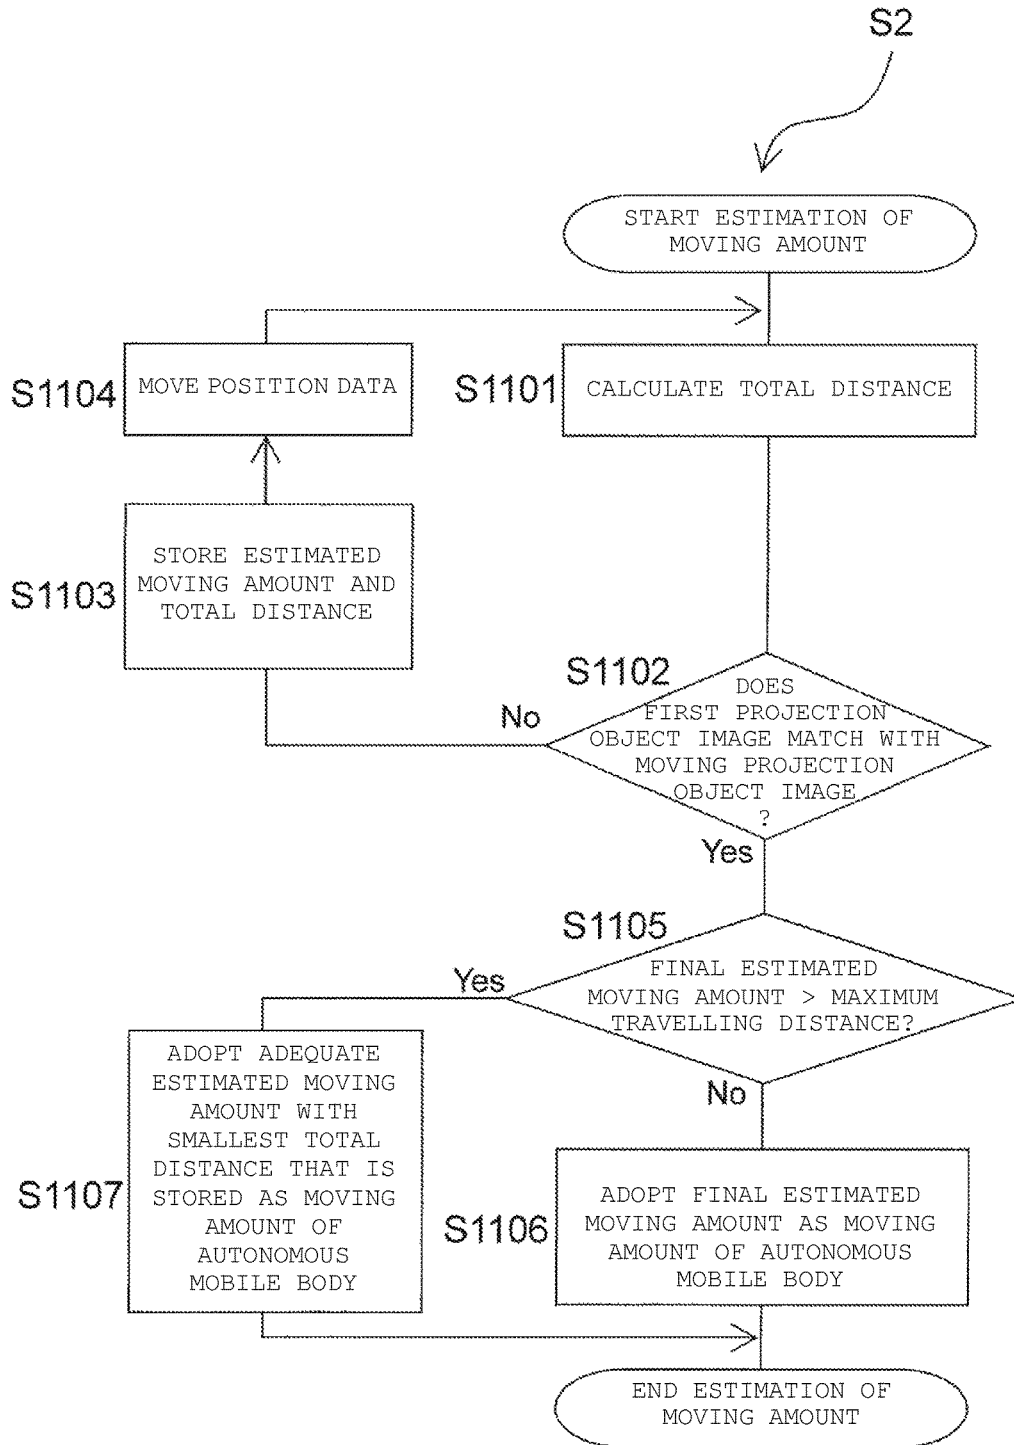 S2
START ESTIMATION OF
MOVING AMOUNT
S1104
MOVE POSITION DATA
S1101
CALCULATE TOTAL DISTANCE
S1103
STORE ESTIMATED
MOVING AMOUNT AND
TOTAL DISTANCE
S1102
DOES
FIRST PROJECTION
OBJECT IMAGE MATCH WITH
MOVING PROJECTION
OBJECT IMAGE
?
No
Yes
S1105
FINAL ESTIMATED
MOVING AMOUNT > MAXIMUM
TRAVELLING DISTANCE?
Yes
No
S1107
ADOPT ADEQUATE
ESTIMATED MOVING
AMOUNT WITH
SMALLEST TOTAL
DISTANCE THAT IS
STORED AS MOVING
AMOUNT OF
AUTONOMOUS
MOBILE BODY
S1106
ADOPT FINAL ESTIMATED
MOVING AMOUNT AS MOVING
AMOUNT OF AUTONOMOUS
MOBILE BODY
END ESTIMATION OF
MOVING AMOUNT